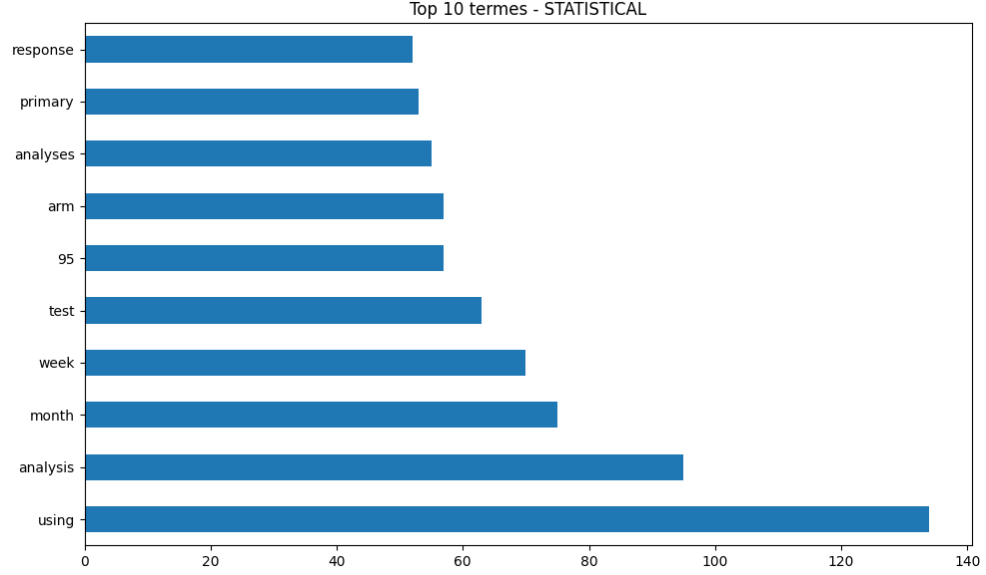 Top 10 termes - STATISTICAL
response
primary
analyses
arm
95
test
week
month
analysis
using
0 20 40 60 80 100 120 140